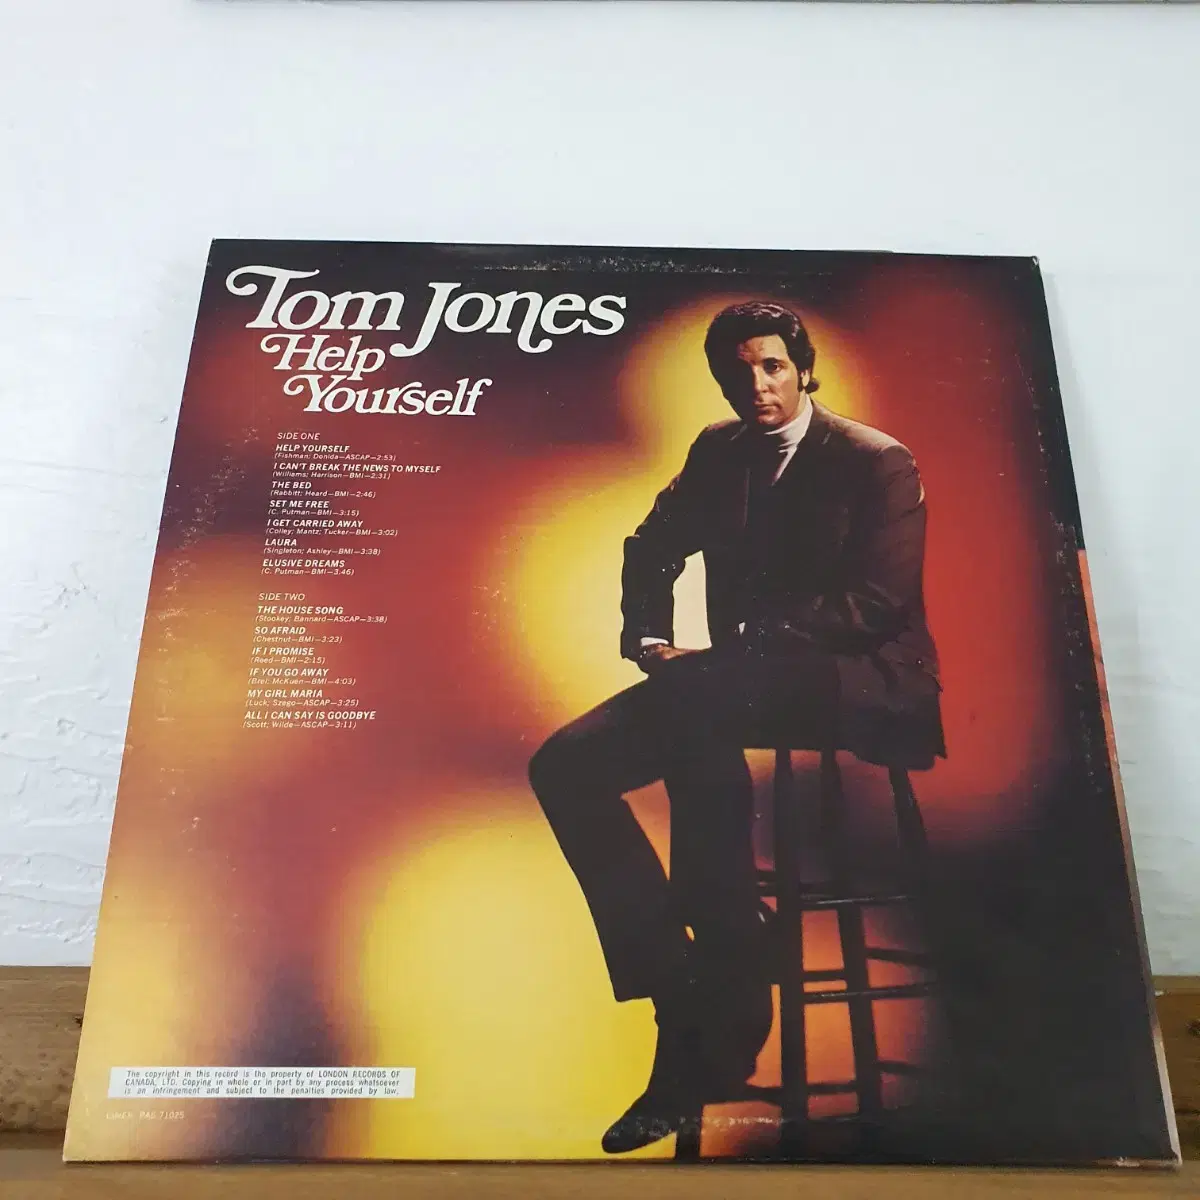 Tom Jones
Help
Yourself
SIDE ONE
HELP YOURSELF
(Fishman; Donida—ASCAP—2:53)
I CAN'T BREAK THE NEWS TO MYSELF
(Williams; Harrison—BMI—2:31)
THE BED
(Rabbitt; Heard—BMI—2:46)
SET ME FREE
(C. Putman—BMI—3:15)
I GET CARRIED AWAY
(Colley; Mantz; Tucker—BMI—3:02)
LAURA
(Singleton; Ashley—BMI—3:38)
ELUSIVE DREAMS
(C. Putman—BMI—3:46)
SIDE TWO
THE HOUSE SONG
(Stookey; Bannard—ASCAP—3:38)
SO AFRAID
(Chestnut—BMI—3:23)
IF I PROMISE
(Reed—BMI—2:15)
IF YOU GO AWAY
(Brel; McKuen—BMI—4:03)
MY GIRL MARIA
(Luck; Szego—ASCAP—3:25)
ALL I CAN SAY IS GOODBYE
(Scott; Wilde—ASCAP—3:11)
The copyright in this record is the property of LONDON RECORDS OF
CANADA, LTD. Copying in whole or in part by any process whatsoever
is an infringement and subject to the penalties provided by law.
PAS 71025